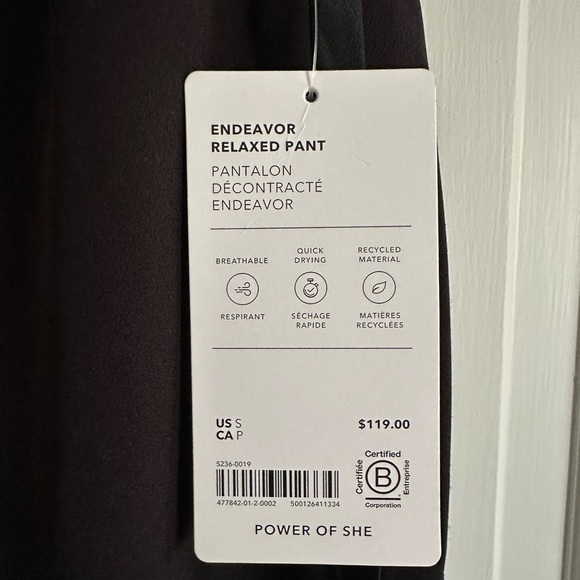 ENDEAVOR
RELAXED PANT
PANTALON
DÉCONTRACTÉ
ENDEAVOR
BREATHABLE
QUICK
DRYING
RECYCLED
MATERIAL
RESPIRANT
SÉCHAGE
RAPIDE
MATIÈRES
RECYCLÉES
US S
CA P
$119.00
S236-0019
477842-01-2-0002 500126411334
Certified
Certifiée
B
Entreprise
Corporation
POWER OF SHE